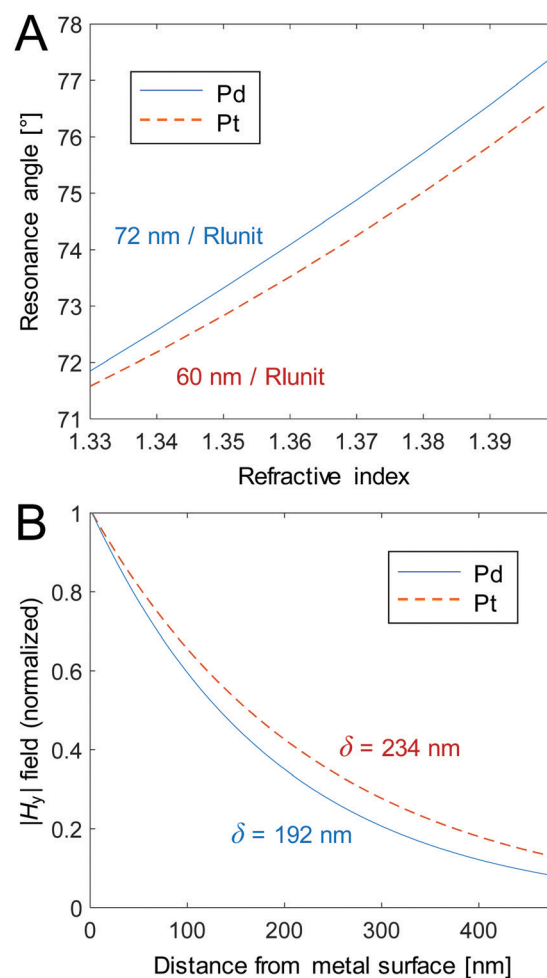 A
78
77
76
75
74
73
72
71
Resonance angle [°]
Pd
Pt
72 nm / RIunit
60 nm / RIunit
1.33 1.34 1.35 1.36 1.37 1.38 1.39
Refractive index
B
1
0.8
0.6
0.4
0.2
0
|Hy| field (normalized)
Pd
Pt
δ = 234 nm
δ = 192 nm
0 100 200 300 400
Distance from metal surface [nm]